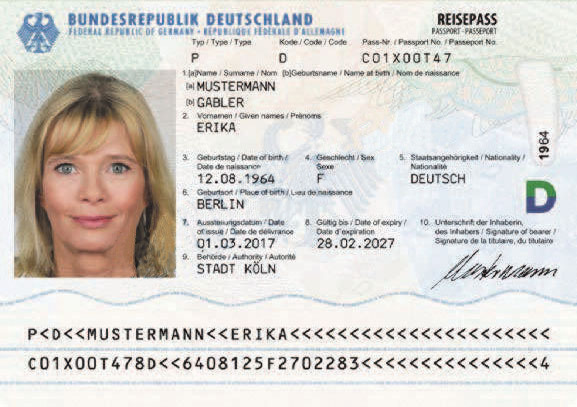 BUNDESREPUBLIK DEUTSCHLAND
FEDERAL REPUBLIC OF GERMANY • RÉPUBLIQUE FÉDÉRALE D'ALLEMAGNE
REISEPASS
PASSPORT · PASSEPORT
Typ / Type / Type Kode / Code / Code Pass-Nr. / Passport No. / Passeport No.
P D C01X00T47
1.[a]Name / Surname / Nom [b]Geburtsname / Name at birth / Nom de naissance
[a] MUSTERMANN
[b] GABLER
2. Vornamen / Given names / Prénoms
ERIKA
3. Geburtstag / Date of birth / 4. Geschlecht / Sex 5. Staatsangehörigkeit / Nationality /
Date de naissance Sexe Nationalité
12.08.1964 F DEUTSCH
1964
6. Geburtsort / Place of birth / Lieu de naissance
BERLIN
D
7. Ausstellungsdatum / Date 8. Gültig bis / Date of expiry / 10. Unterschrift der Inhaberin,
of issue / Date de délivrance Date d'expiration des Inhabers / Signature of bearer /
Signature de la titulaire, du titulaire
01.03.2017 28.02.2027
9. Behörde / Authority / Autorité
STADT KÖLN
Mustermann
P<D<<MUSTERMANN<<ERIKA<<<<<<<<<<<<<<<<<<<<<<
C01X00T478D<<6408125F2702283<<<<<<<<<<<<<<<4